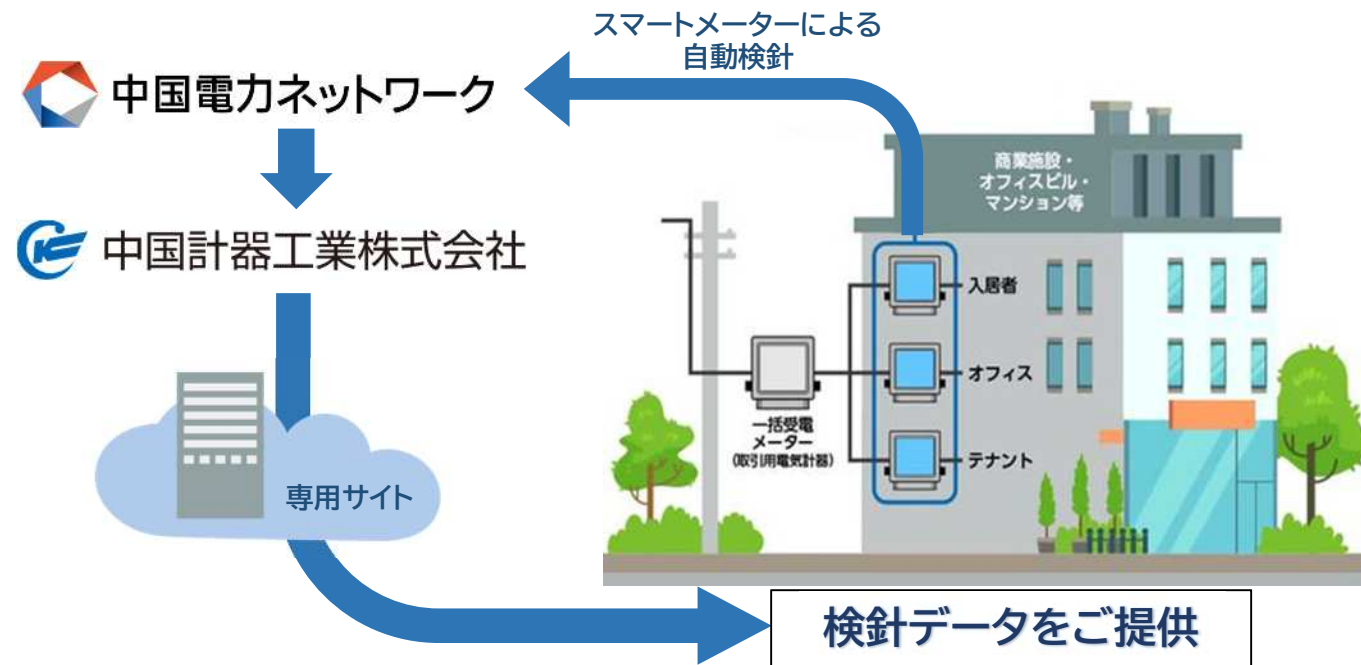 スマートメーターによる
自動検針
中国電力ネットワーク
中国計器工業株式会社
専用サイト
商業施設・
オフィスビル・
マンション等
入居者
オフィス
テナント
一括受電
メーター
(取引用電気計器)
検針データをご提供